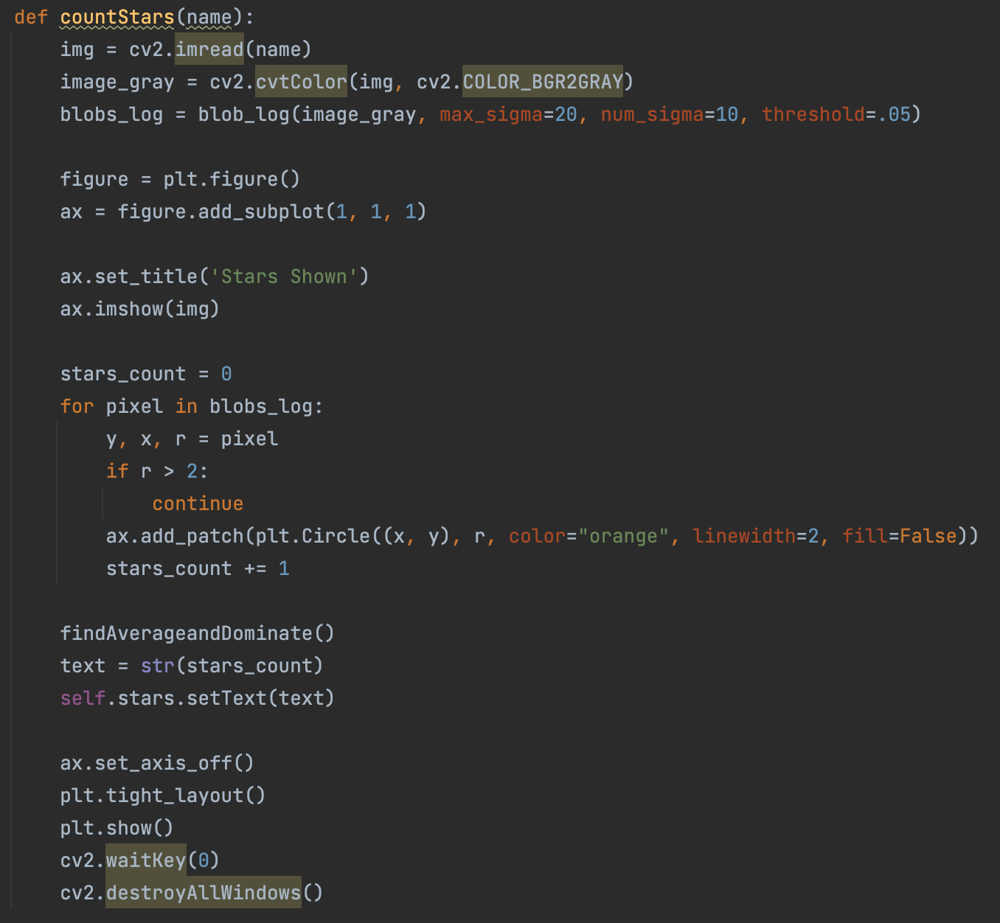 def countStars(name):
    img = cv2.imread(name)
    image_gray = cv2.cvtColor(img, cv2.COLOR_BGR2GRAY)
    blobs_log = blob_log(image_gray, max_sigma=20, num_sigma=10, threshold=.05)

    figure = plt.figure()
    ax = figure.add_subplot(1, 1, 1)

    ax.set_title('Stars Shown')
    ax.imshow(img)

    stars_count = 0
    for pixel in blobs_log:
        y, x, r = pixel
        if r > 2:
            continue
        ax.add_patch(plt.Circle((x, y), r, color="orange", linewidth=2, fill=False))
        stars_count += 1

    findAverageandDominate()
    text = str(stars_count)
    self.stars.setText(text)

    ax.set_axis_off()
    plt.tight_layout()
    plt.show()
    cv2.waitKey(0)
    cv2.destroyAllWindows()